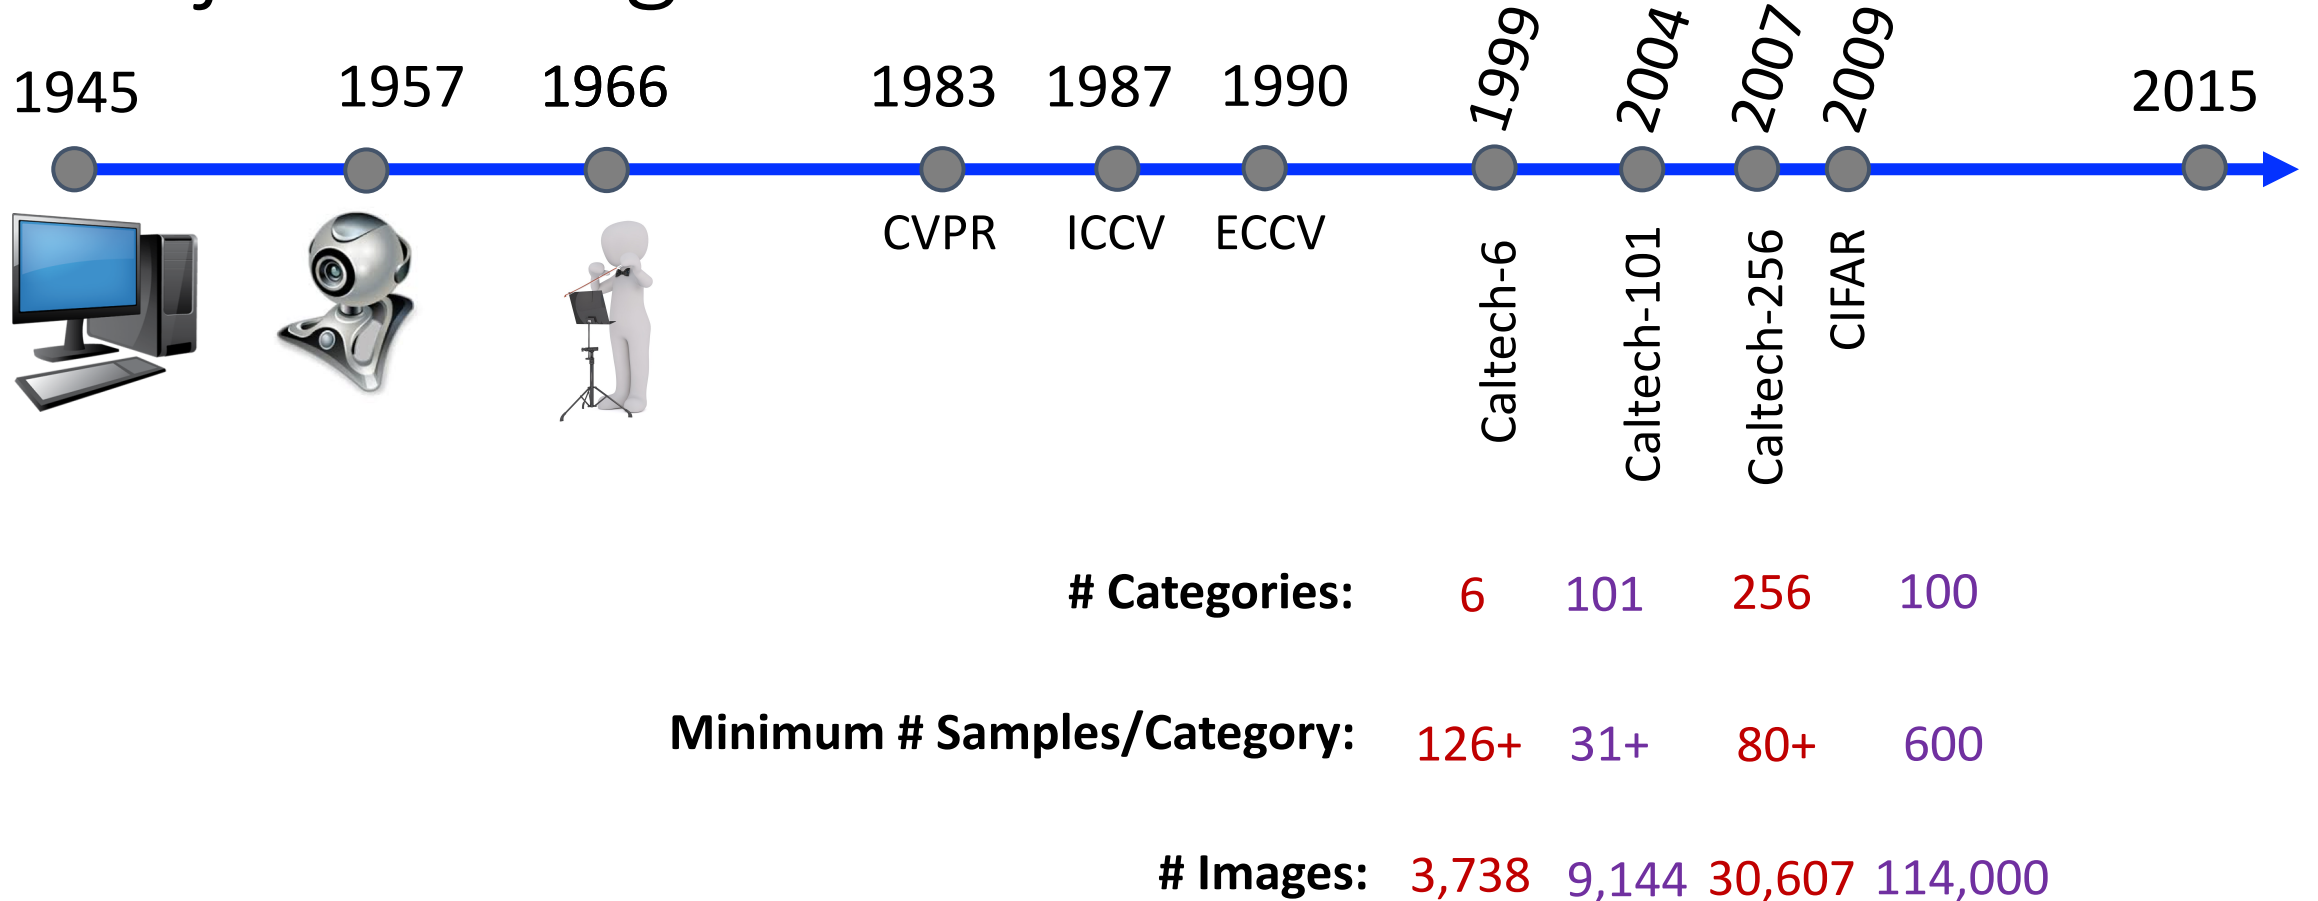 1945 1957 1966 1983 1987 1990 1999 2004 2007 2009 2015
CVPR ICCV ECCV Caltech-6 Caltech-101 Caltech-256 CIFAR
# Categories: 6 101 256 100
Minimum # Samples/Category: 126+ 31+ 80+ 600
# Images: 3,738 9,144 30,607 114,000